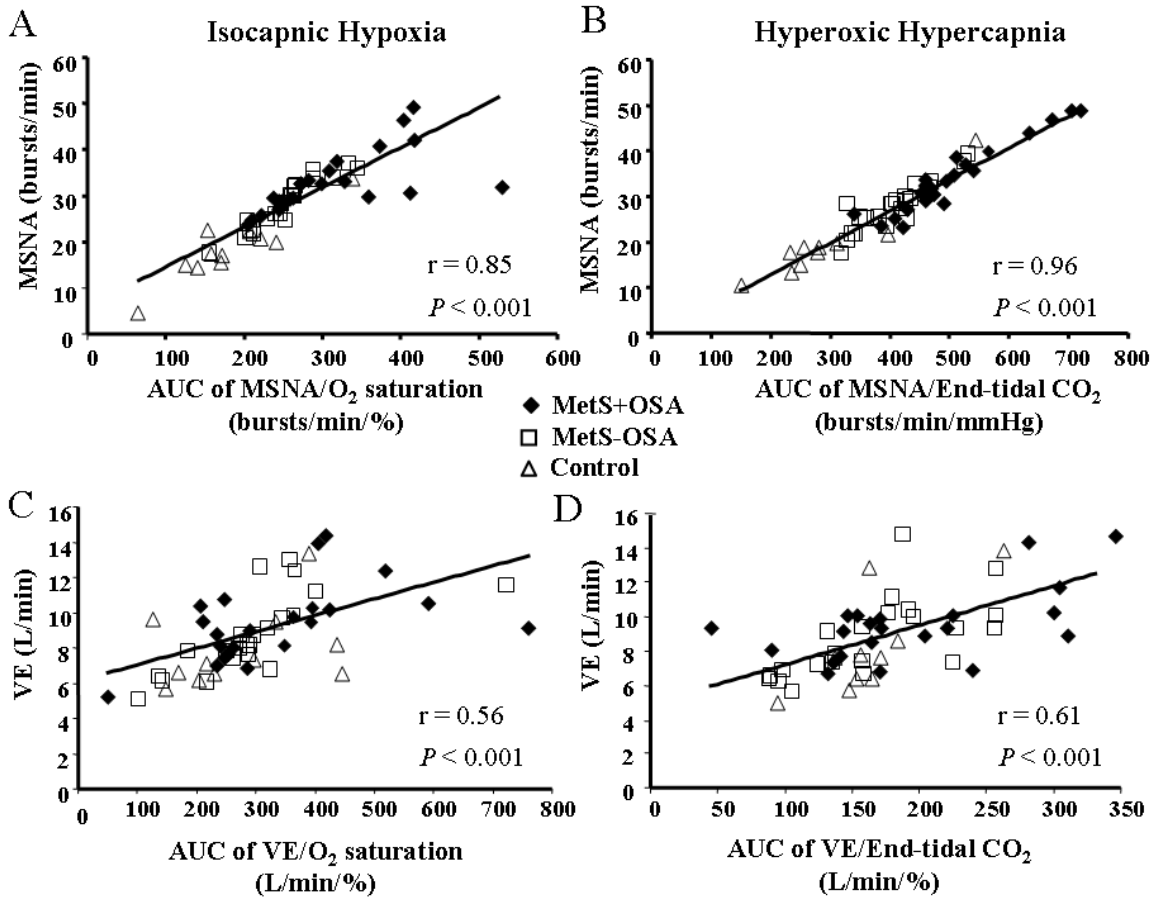 A
Isocapnic Hypoxia
MSNA (bursts/min)
60
50
40
30
20
10
0
r = 0.85
P < 0.001
0 100 200 300 400 500 600
AUC of MSNA/O₂ saturation
(bursts/min/%)
B
Hyperoxic Hypercapnia
MSNA (bursts/min)
60
50
40
30
20
10
0
r = 0.96
P < 0.001
0 100 200 300 400 500 600 700 800
AUC of MSNA/End-tidal CO₂
(bursts/min/mmHg)
MetS+OSA
MetS-OSA
Control
C
VE (L/min)
16
14
12
10
8
6
4
2
0
r = 0.56
P < 0.001
0 100 200 300 400 500 600 700 800
AUC of VE/O₂ saturation
(L/min/%)
D
VE (L/min)
16
14
12
10
8
6
4
2
0
r = 0.61
P < 0.001
0 50 100 150 200 250 300 350
AUC of VE/End-tidal CO₂
(L/min/%)